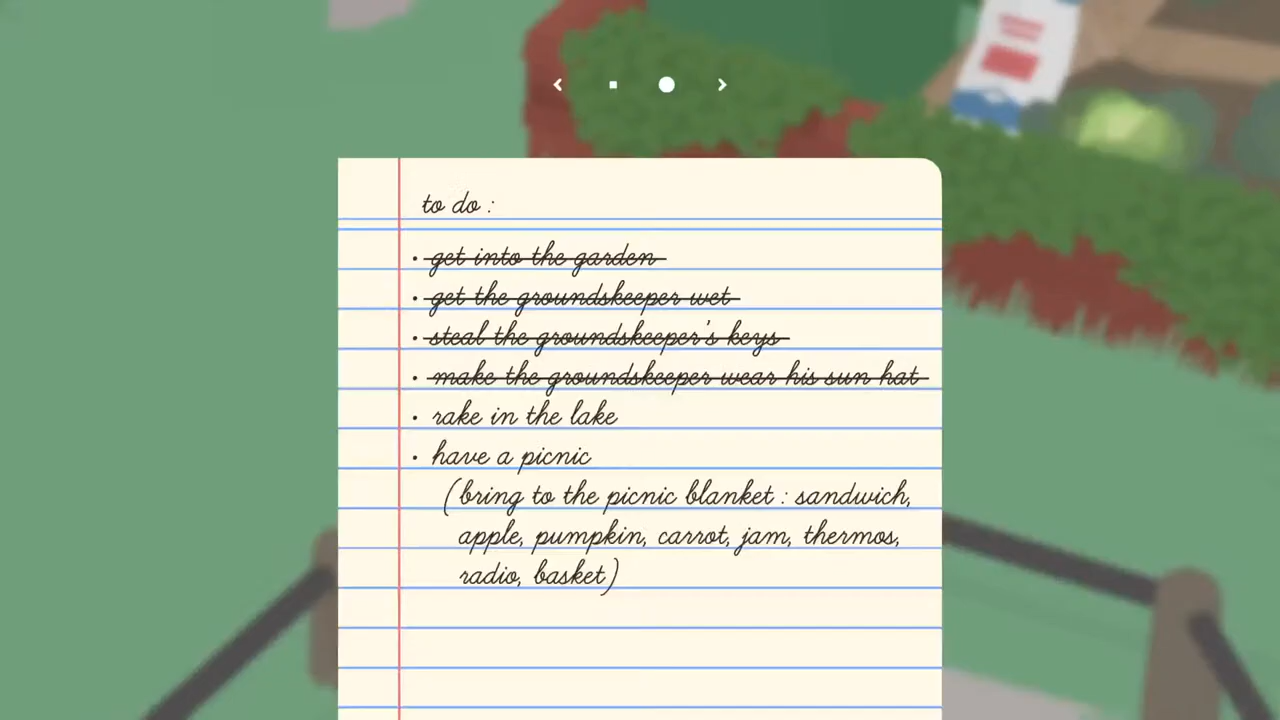 to do :
• get into the garden
• get the groundskeeper wet
• steal the groundskeeper's keys
• make the groundskeeper wear his sun hat
• rake in the lake
• have a picnic
(bring to the picnic blanket : sandwich,
apple, pumpkin, carrot, jam, thermos,
radio, basket)